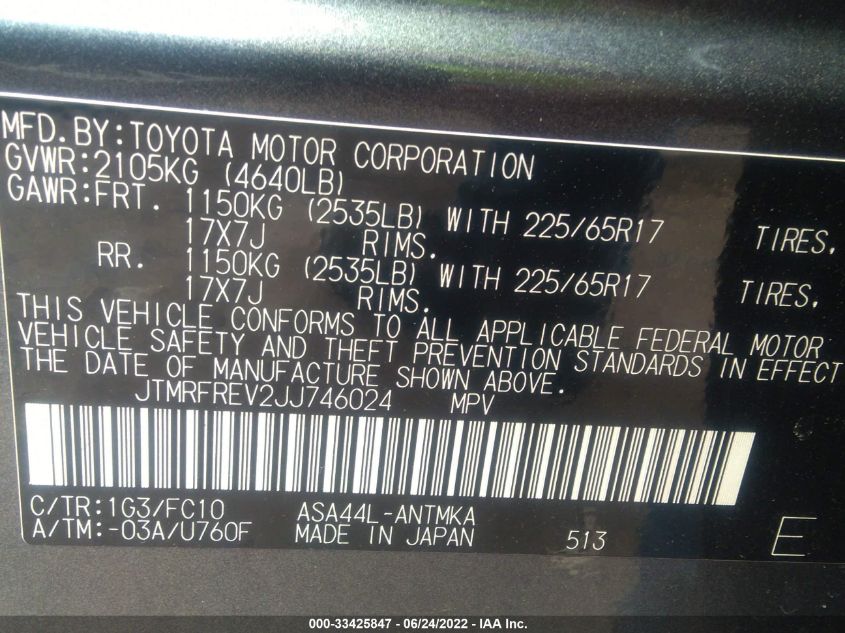 MFD.BY:TOYOTA MOTOR CORPORATION
GVWR:2105KG (4640LB)
GAWR:FRT. 1150KG (2535LB) WITH 225/65R17 TIRES,
17X7J RIMS.
RR. 1150KG (2535LB) WITH 225/65R17 TIRES,
17X7J RIMS.
THIS VEHICLE CONFORMS TO ALL APPLICABLE FEDERAL MOTOR
VEHICLE SAFETY AND THEFT PREVENTION STANDARDS IN EFFECT
THE DATE OF MANUFACTURE SHOWN ABOVE.
JTMRFREV2JJ746024 MPV
C/TR:1G3/FC10 ASA44L-ANTMKA
A/TM:-03A/U760F MADE IN JAPAN 513 E
000-33425847 - 06/24/2022 - IAA Inc.